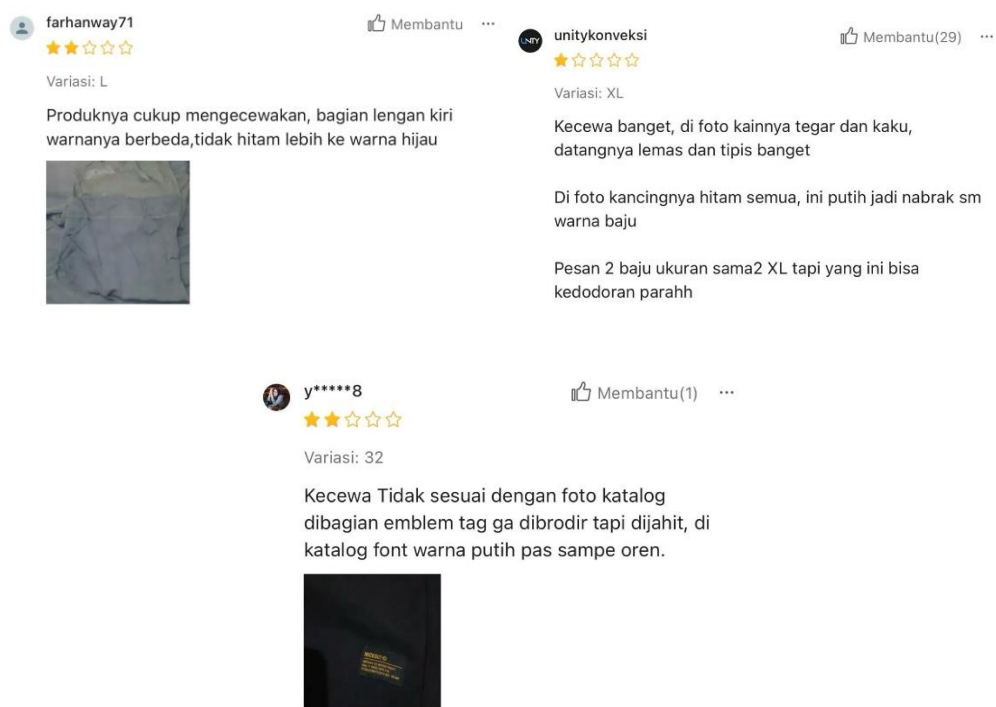 farhanway71
Membantu
Variasi: L
Produknya cukup mengecewakan, bagian lengan kiri
warnanya berbeda,tidak hitam lebih ke warna hijau
UNITY
unitykonveksi
Membantu(29)
Variasi: XL
Kecewa banget, di foto kainnya tegar dan kaku,
datangnya lemas dan tipis banget
Di foto kancingnya hitam semua, ini putih jadi nabrak sm
warna baju
Pesan 2 baju ukuran sama2 XL tapi yang ini bisa
kedodoran parahh
y*****8
Membantu(1)
Variasi: 32
Kecewa Tidak sesuai dengan foto katalog
dibagian emblem tag ga dibrodir tapi dijahit, di
katalog font warna putih pas sampe oren.